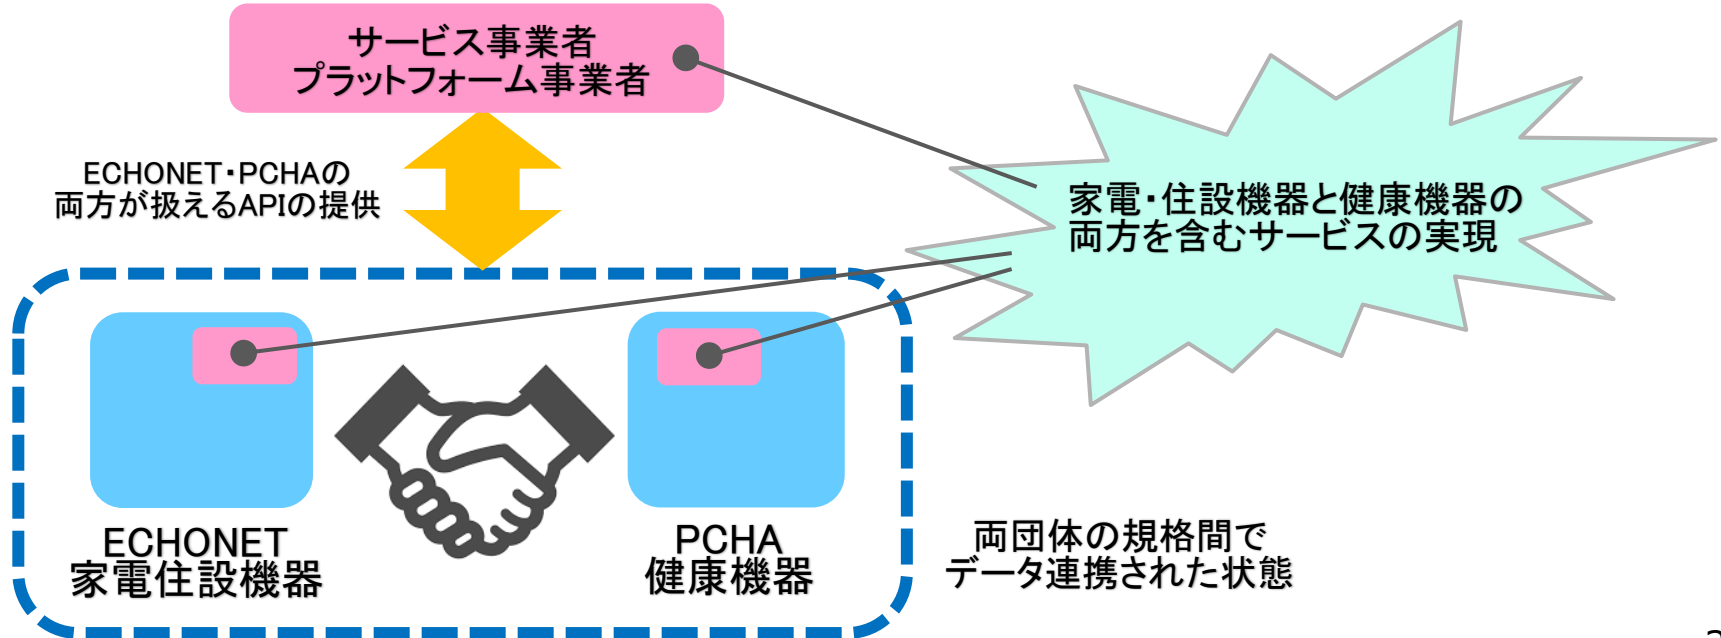 サービス事業者
プラットフォーム事業者
ECHONET・PCHAの
両方が扱えるAPIの提供
家電・住設機器と健康機器の
両方を含むサービスの実現
ECHONET
家電住設機器
PCHA
健康機器
両団体の規格間で
データ連携された状態